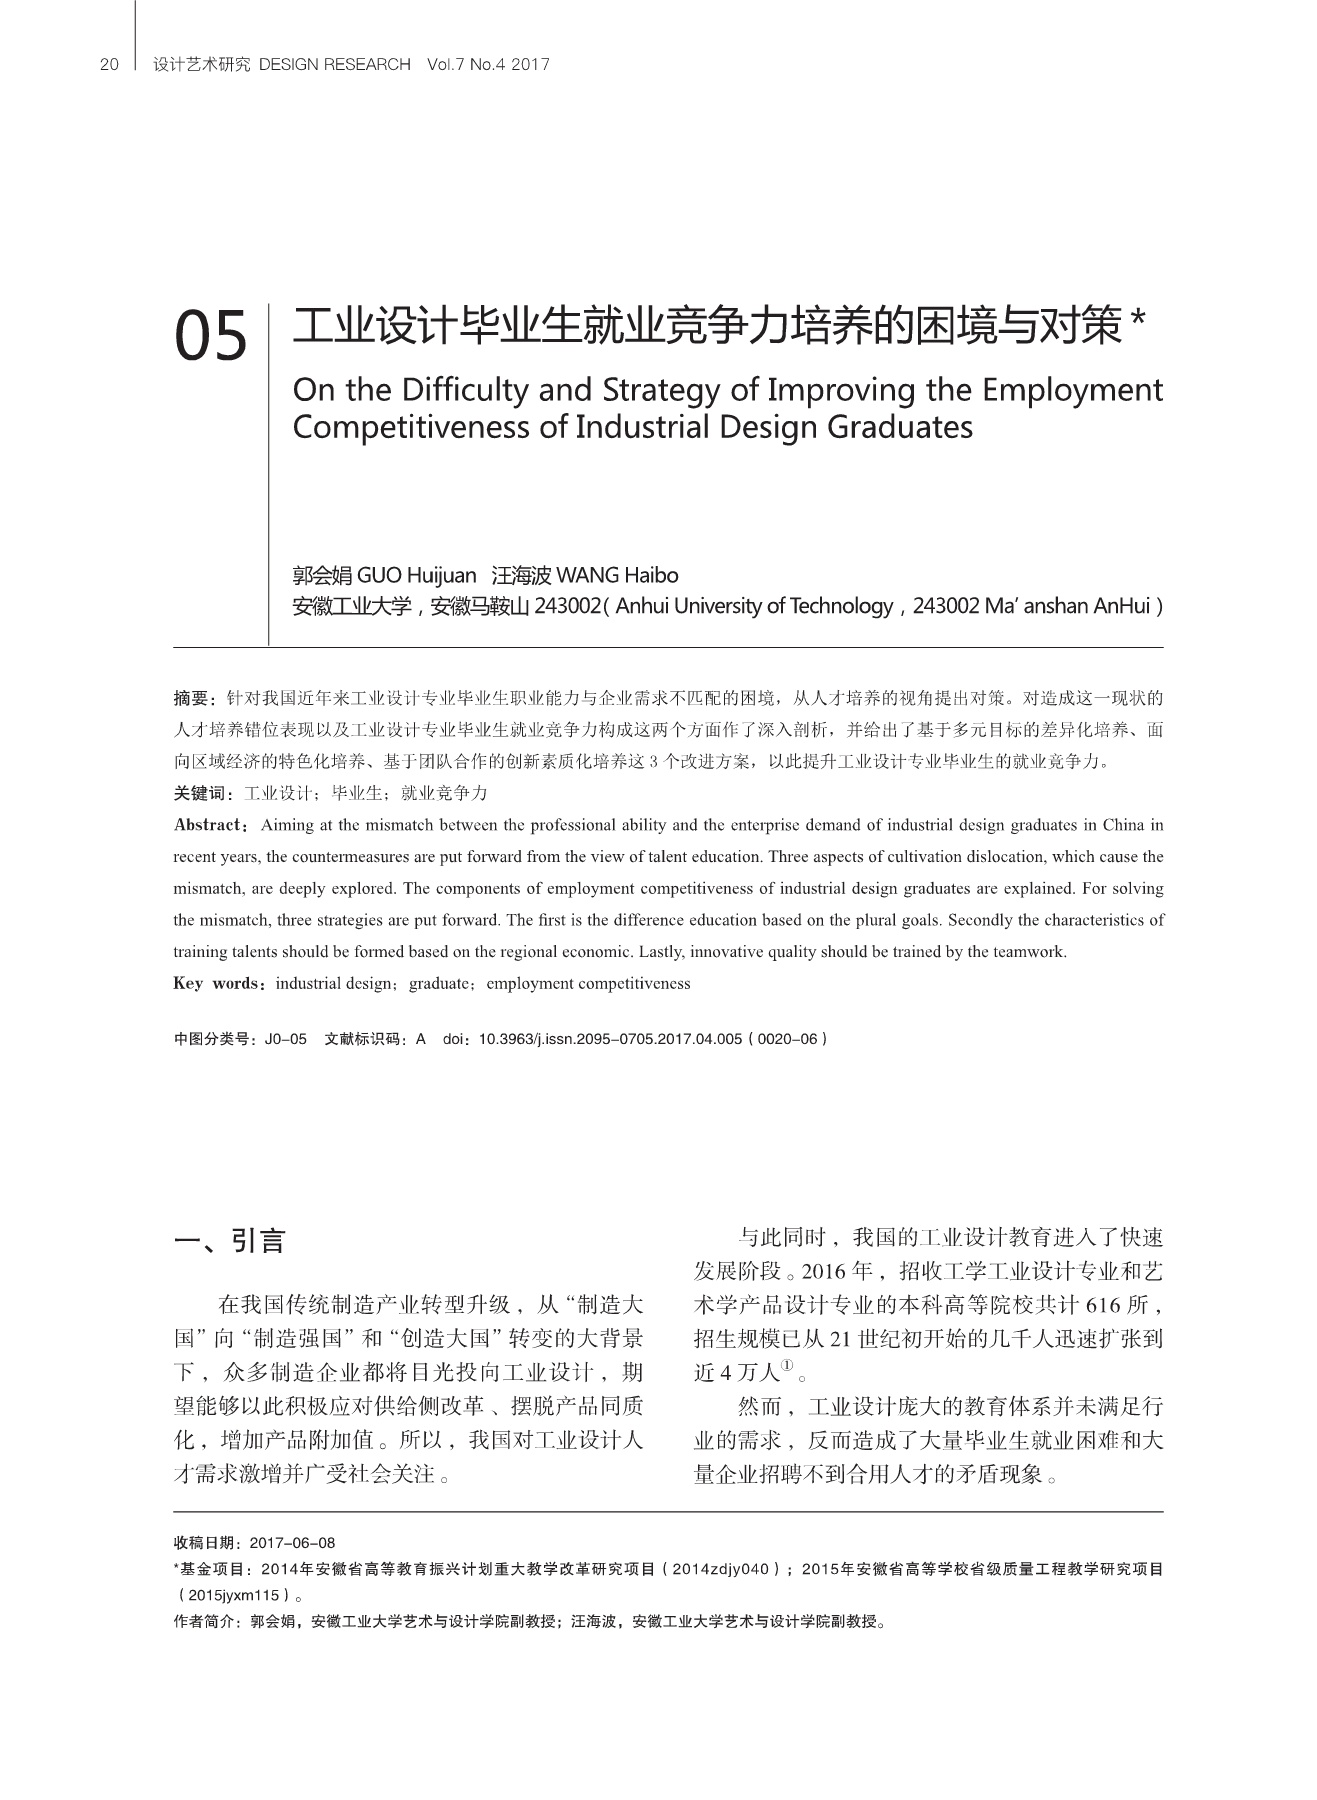 20 设计艺术研究 DESIGN RESEARCH Vol.7 No.4 2017
05
工业设计毕业生就业竞争力培养的困境与对策*
On the Difficulty and Strategy of Improving the Employment
Competitiveness of Industrial Design Graduates
郭会娟 GUO Huijuan 汪海波 WANG Haibo
安徽工业大学，安徽马鞍山 243002（Anhui University of Technology，243002 Ma’anshan AnHui）
摘要：针对我国近年来工业设计专业毕业生职业能力与企业需求不匹配的困境，从人才培养的视角提出对策。对造成这一现状的
人才培养错位表现以及工业设计专业毕业生就业竞争力构成这两个方面作了深入剖析，并给出了基于多元目标的差异化培养、面
向区域经济的特色化培养、基于团队合作的创新素质化培养这 3 个改进方案，以此提升工业设计专业毕业生的就业竞争力。
关键词：工业设计；毕业生；就业竞争力
Abstract：Aiming at the mismatch between the professional ability and the enterprise demand of industrial design graduates in China in
recent years, the countermeasures are put forward from the view of talent education. Three aspects of cultivation dislocation, which cause the
mismatch, are deeply explored. The components of employment competitiveness of industrial design graduates are explained. For solving
the mismatch, three strategies are put forward. The first is the difference education based on the plural goals. Secondly the characteristics of
training talents should be formed based on the regional economic. Lastly, innovative quality should be trained by the teamwork.
Key words：industrial design；graduate；employment competitiveness
中图分类号：J0-05 文献标识码：A doi：10.3963/j.issn.2095-0705.2017.04.005（0020-06）
一、引言
在我国传统制造产业转型升级，从“制造大
国”向“制造强国”和“创造大国”转变的大背景
下，众多制造企业都将目光投向工业设计，期
望能够以此积极应对供给侧改革、摆脱产品同质
化，增加产品附加值。所以，我国对工业设计人
才需求激增并广受社会关注。
与此同时，我国的工业设计教育进入了快速
发展阶段。2016 年，招收工学工业设计专业和艺
术学产品设计专业的本科高等院校共计 616 所，
招生规模已从 21 世纪初开始的几千人迅速扩张到
近 4 万人①。
然而，工业设计庞大的教育体系并未满足行
业的需求，反而造成了大量毕业生就业困难和大
量企业招聘不到合用人才的矛盾现象。
收稿日期：2017-06-08
*基金项目：2014年安徽省高等教育振兴计划重大教学改革研究项目（2014zdjy040）；2015年安徽省高等学校省级质量工程教学研究项目
（2015jyxm115）。
作者简介：郭会娟，安徽工业大学艺术与设计学院副教授；汪海波，安徽工业大学艺术与设计学院副教授。